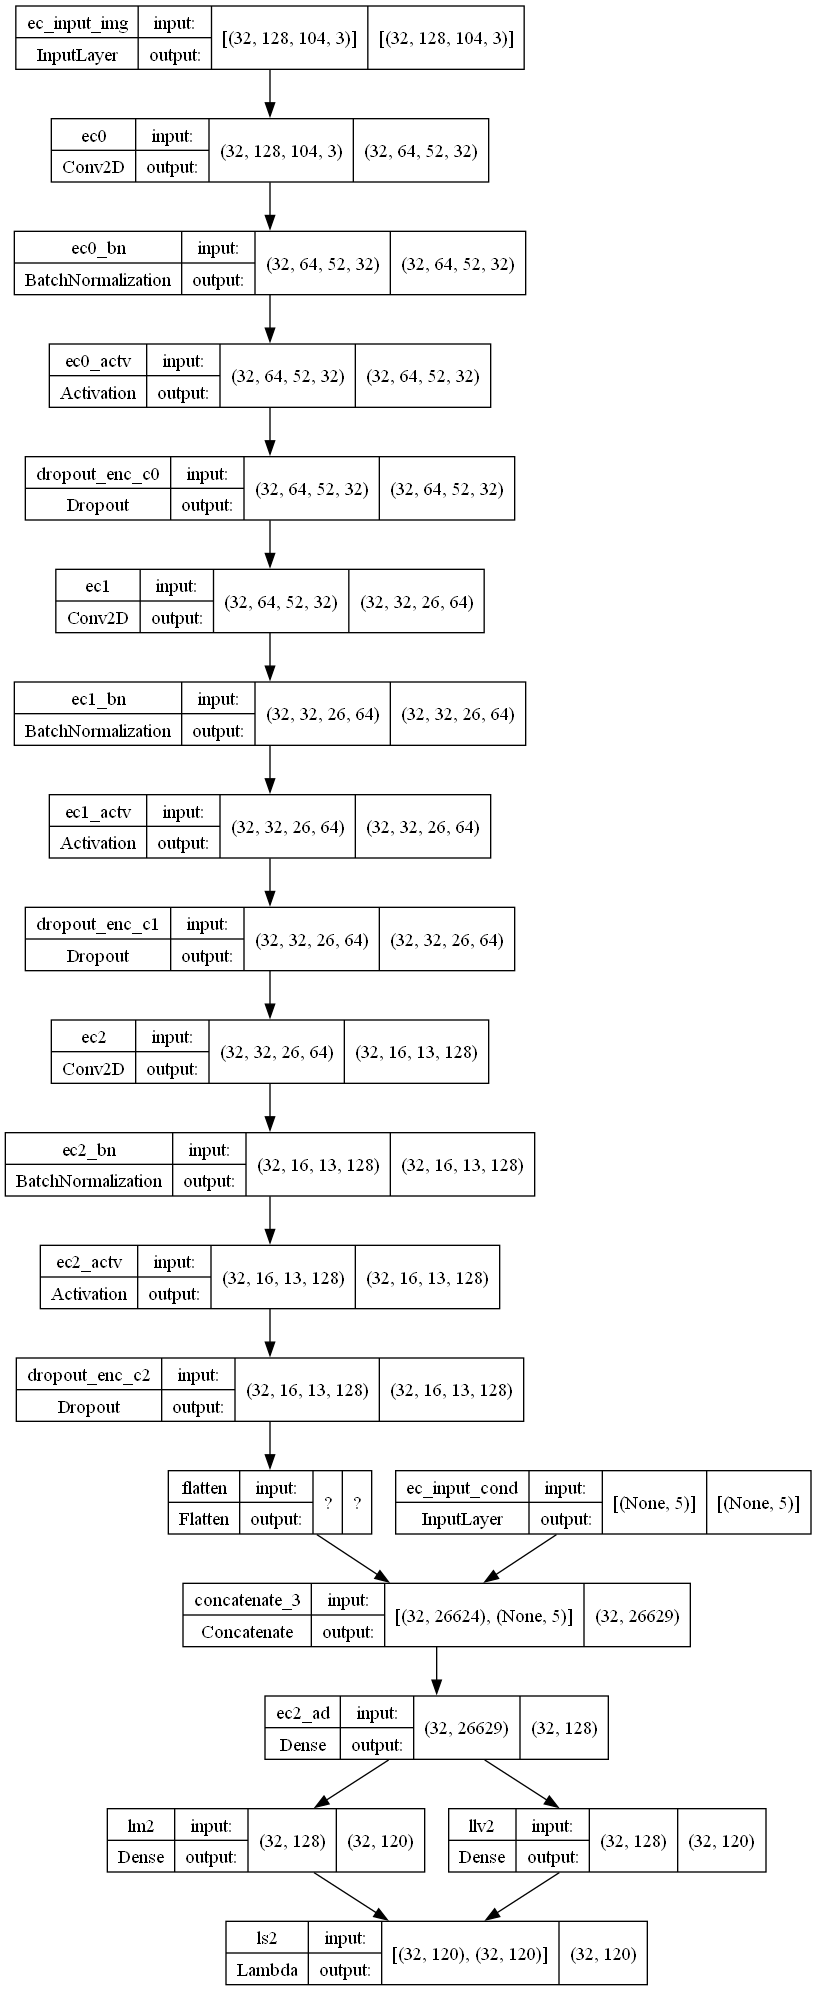 ec_input_img input: [(32, 128, 104, 3)] [(32, 128, 104, 3)]
InputLayer output:
ec0 input: (32, 128, 104, 3) (32, 64, 52, 32)
Conv2D output:
ec0_bn input: (32, 64, 52, 32) (32, 64, 52, 32)
BatchNormalization output:
ec0_actv input: (32, 64, 52, 32) (32, 64, 52, 32)
Activation output:
dropout_enc_c0 input: (32, 64, 52, 32) (32, 64, 52, 32)
Dropout output:
ec1 input: (32, 64, 52, 32) (32, 32, 26, 64)
Conv2D output:
ec1_bn input: (32, 32, 26, 64) (32, 32, 26, 64)
BatchNormalization output:
ec1_actv input: (32, 32, 26, 64) (32, 32, 26, 64)
Activation output:
dropout_enc_c1 input: (32, 32, 26, 64) (32, 32, 26, 64)
Dropout output:
ec2 input: (32, 32, 26, 64) (32, 16, 13, 128)
Conv2D output:
ec2_bn input: (32, 16, 13, 128) (32, 16, 13, 128)
BatchNormalization output:
ec2_actv input: (32, 16, 13, 128) (32, 16, 13, 128)
Activation output:
dropout_enc_c2 input: (32, 16, 13, 128) (32, 16, 13, 128)
Dropout output:
flatten input: ? ?
Flatten output:
ec_input_cond input: [(None, 5)] [(None, 5)]
InputLayer output:
concatenate_3 input: [(32, 26624), (None, 5)] (32, 26629)
Concatenate output:
ec2_ad input: (32, 26629) (32, 128)
Dense output:
lm2 input: (32, 128) (32, 120)
Dense output:
llv2 input: (32, 128) (32, 120)
Dense output:
ls2 input: [(32, 120), (32, 120)] (32, 120)
Lambda output: